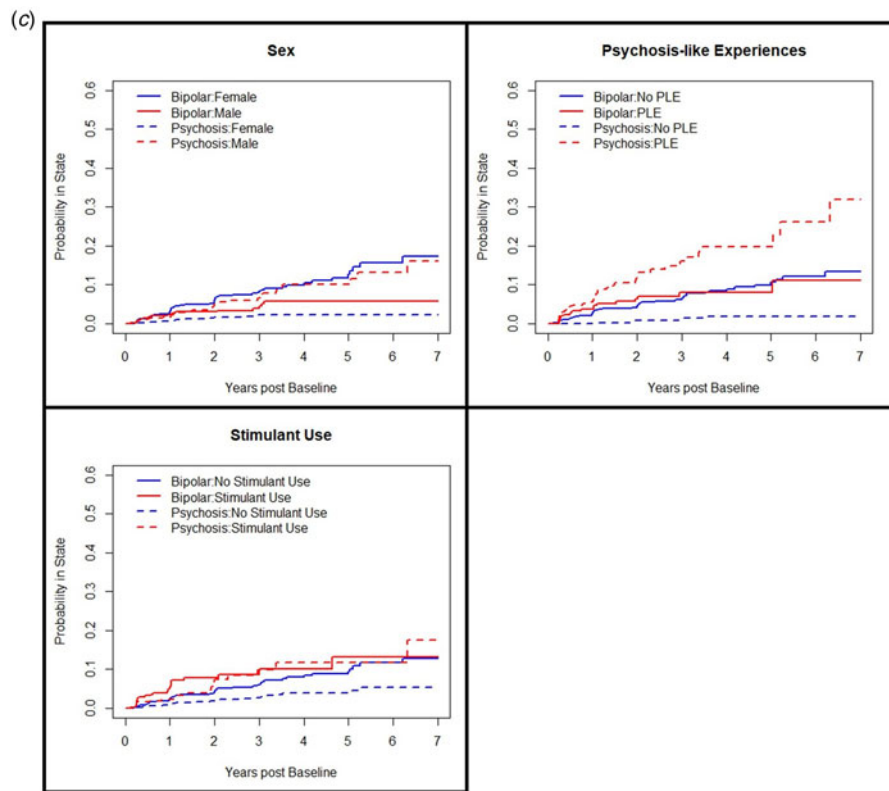 (c)
Sex
Probability in State
0.6
0.5
0.4
0.3
0.2
0.1
0.0
Bipolar:Female
Bipolar:Male
Psychosis:Female
Psychosis:Male
0 1 2 3 4 5 6 7
Years post Baseline
Psychosis-like Experiences
Probability in State
0.6
0.5
0.4
0.3
0.2
0.1
0.0
Bipolar:No PLE
Bipolar:PLE
Psychosis:No PLE
Psychosis:PLE
0 1 2 3 4 5 6 7
Years post Baseline
Stimulant Use
Probability in State
0.6
0.5
0.4
0.3
0.2
0.1
0.0
Bipolar:No Stimulant Use
Bipolar:Stimulant Use
Psychosis:No Stimulant Use
Psychosis:Stimulant Use
0 1 2 3 4 5 6 7
Years post Baseline